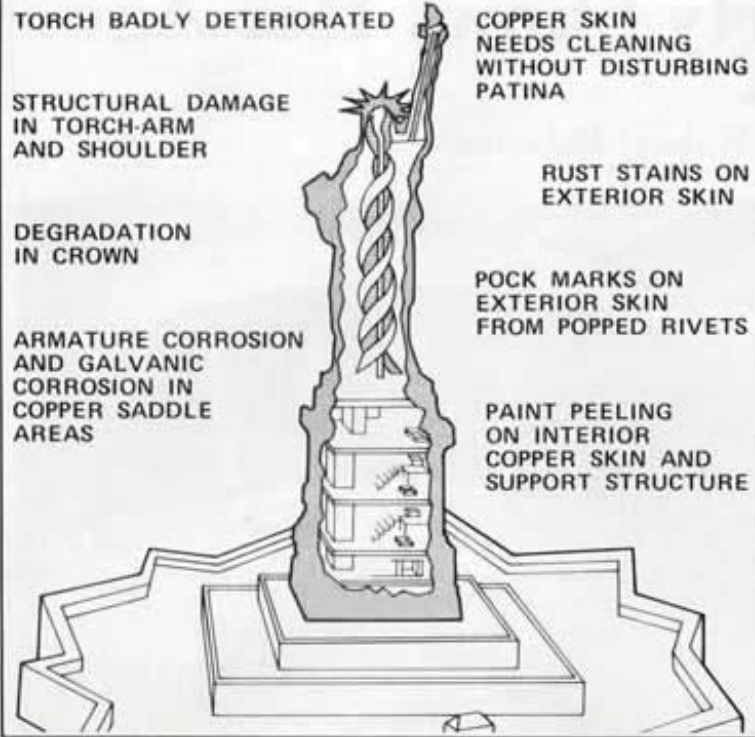 TORCH BADLY DETERIORATED
STRUCTURAL DAMAGE
IN TORCH-ARM
AND SHOULDER
DEGRADATION
IN CROWN
ARMATURE CORROSION
AND GALVANIC
CORROSION IN
COPPER SADDLE
AREAS
COPPER SKIN
NEEDS CLEANING
WITHOUT DISTURBING
PATINA
RUST STAINS ON
EXTERIOR SKIN
POCK MARKS ON
EXTERIOR SKIN
FROM POPPED RIVETS
PAINT PEELING
ON INTERIOR
COPPER SKIN AND
SUPPORT STRUCTURE